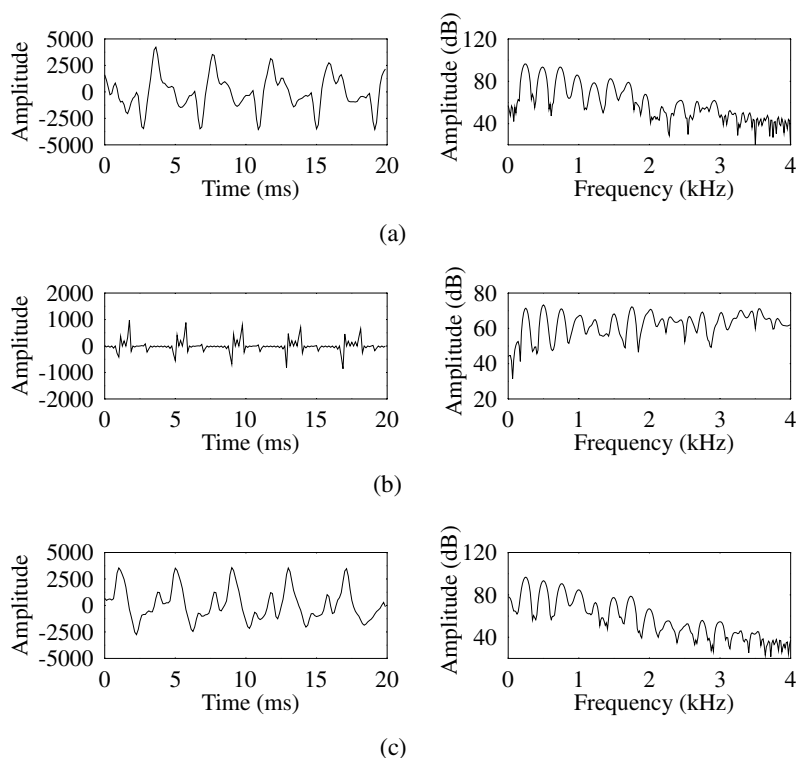 5000
2500
0
-2500
-5000
Amplitude
0 5 10 15 20
Time (ms)
120
80
40
Amplitude (dB)
0 1 2 3 4
Frequency (kHz)
(a)
2000
1000
0
-1000
-2000
Amplitude
0 5 10 15 20
Time (ms)
80
60
40
20
Amplitude (dB)
0 1 2 3 4
Frequency (kHz)
(b)
5000
2500
0
-2500
-5000
Amplitude
0 5 10 15 20
Time (ms)
120
80
40
Amplitude (dB)
0 1 2 3 4
Frequency (kHz)
(c)